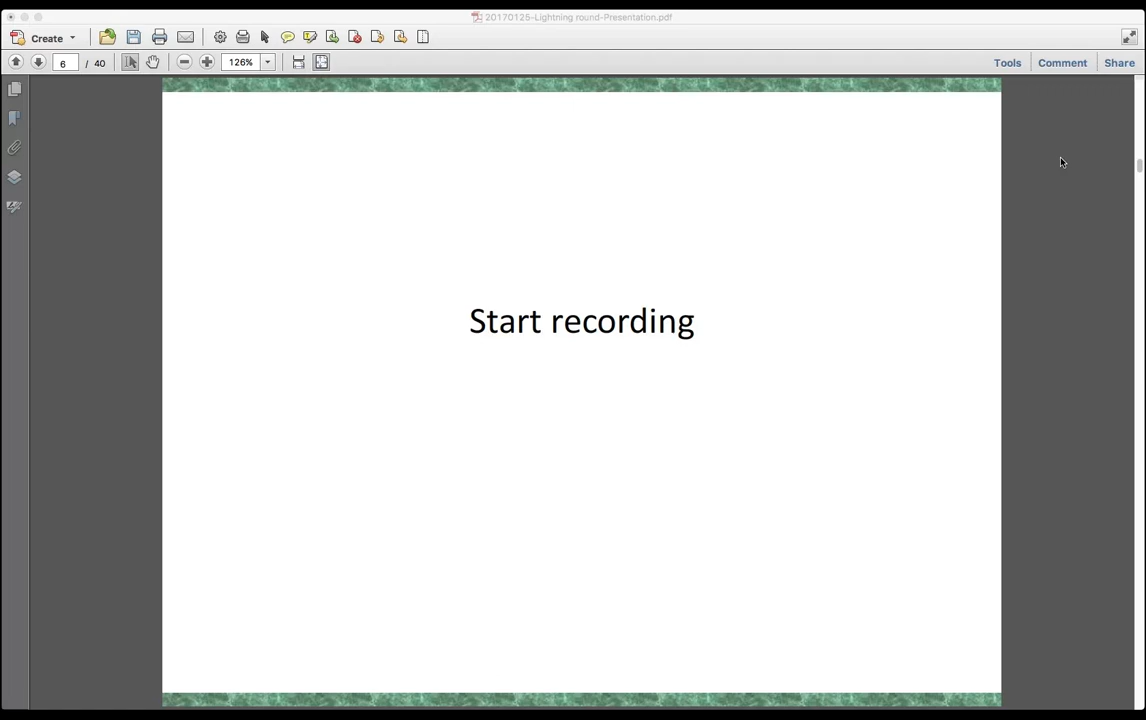 20170125-Lightning round-Presentation.pdf
Create
6 / 40
126%
Tools
Comment
Share
Start recording